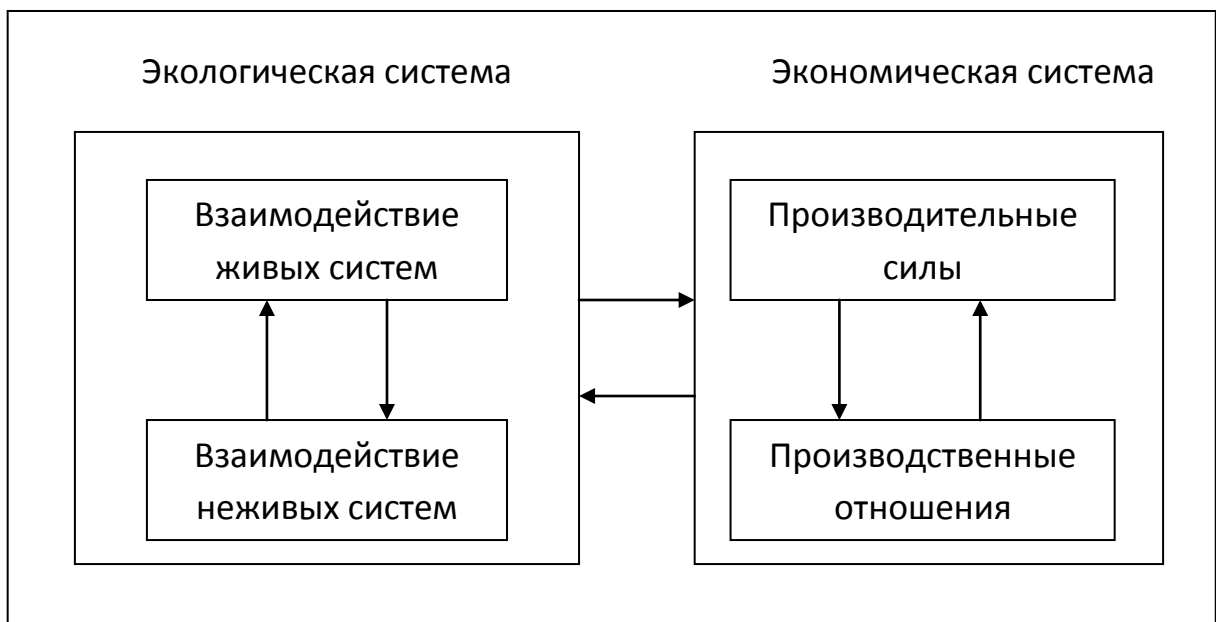 Экологическая система
Экономическая система
Взаимодействие
живых систем
Производительные
силы
Взаимодействие
неживых систем
Производственные
отношения